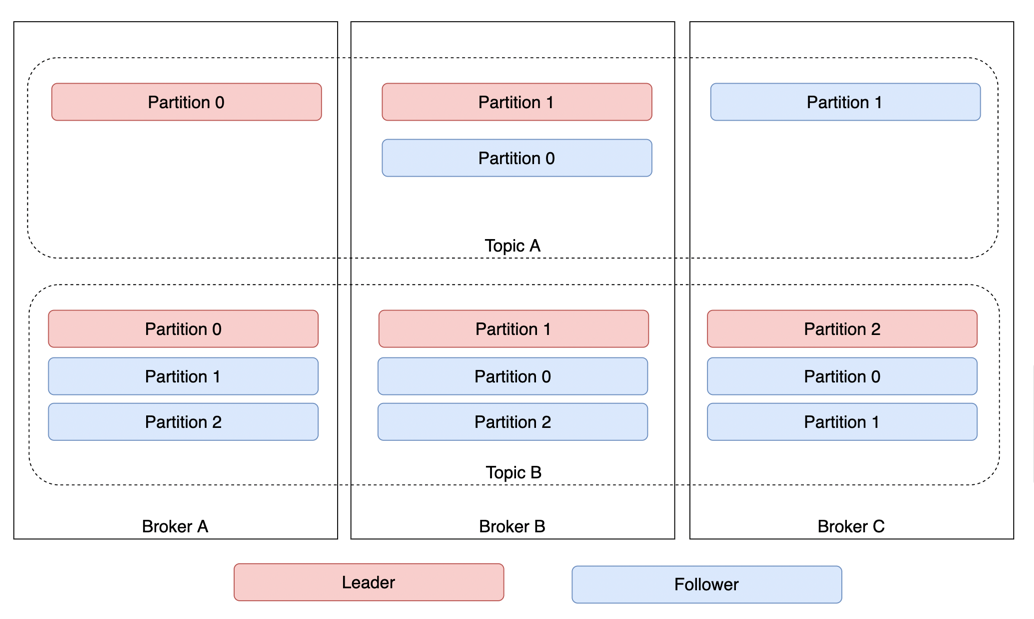 Partition 0
Partition 1
Partition 1
Partition 0
Topic A
Partition 0
Partition 1
Partition 2
Partition 1
Partition 0
Partition 0
Partition 2
Partition 2
Partition 1
Topic B
Broker A
Broker B
Broker C
Leader
Follower